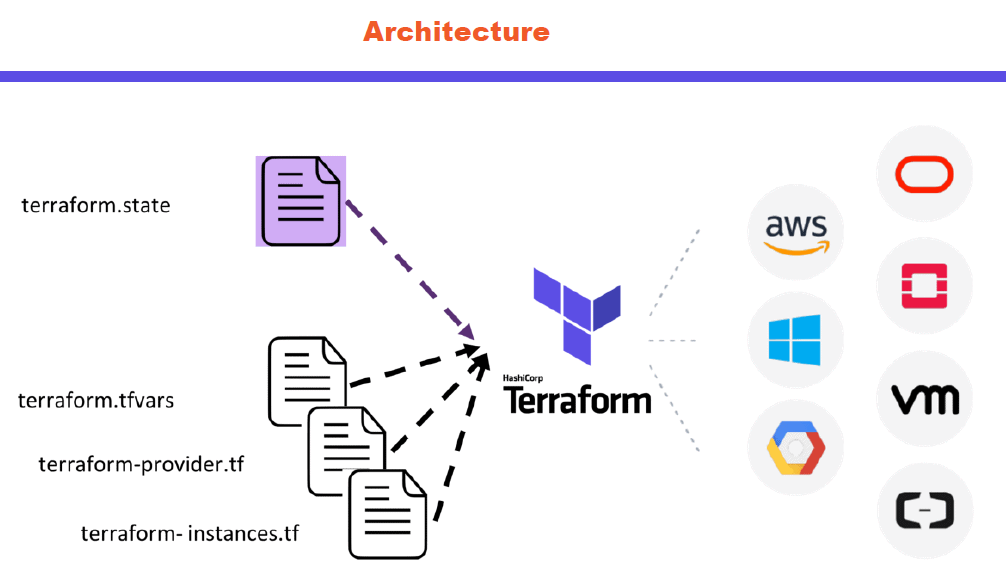 Architecture
terraform.state
aws
HashiCorp
Terraform
vm
terraform.tfvars
terraform-provider.tf
terraform- instances.tf